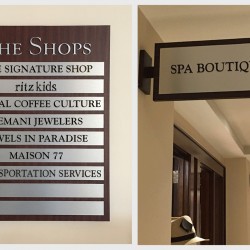 HE SHOPS
E SIGNATURE SHOP
ritz kids
AL COFFEE CULTURE
EMANI JEWELERS
WELS IN PARADISE
MAISON 77
SPORTATION SERVICES
SPA BOUTIQU